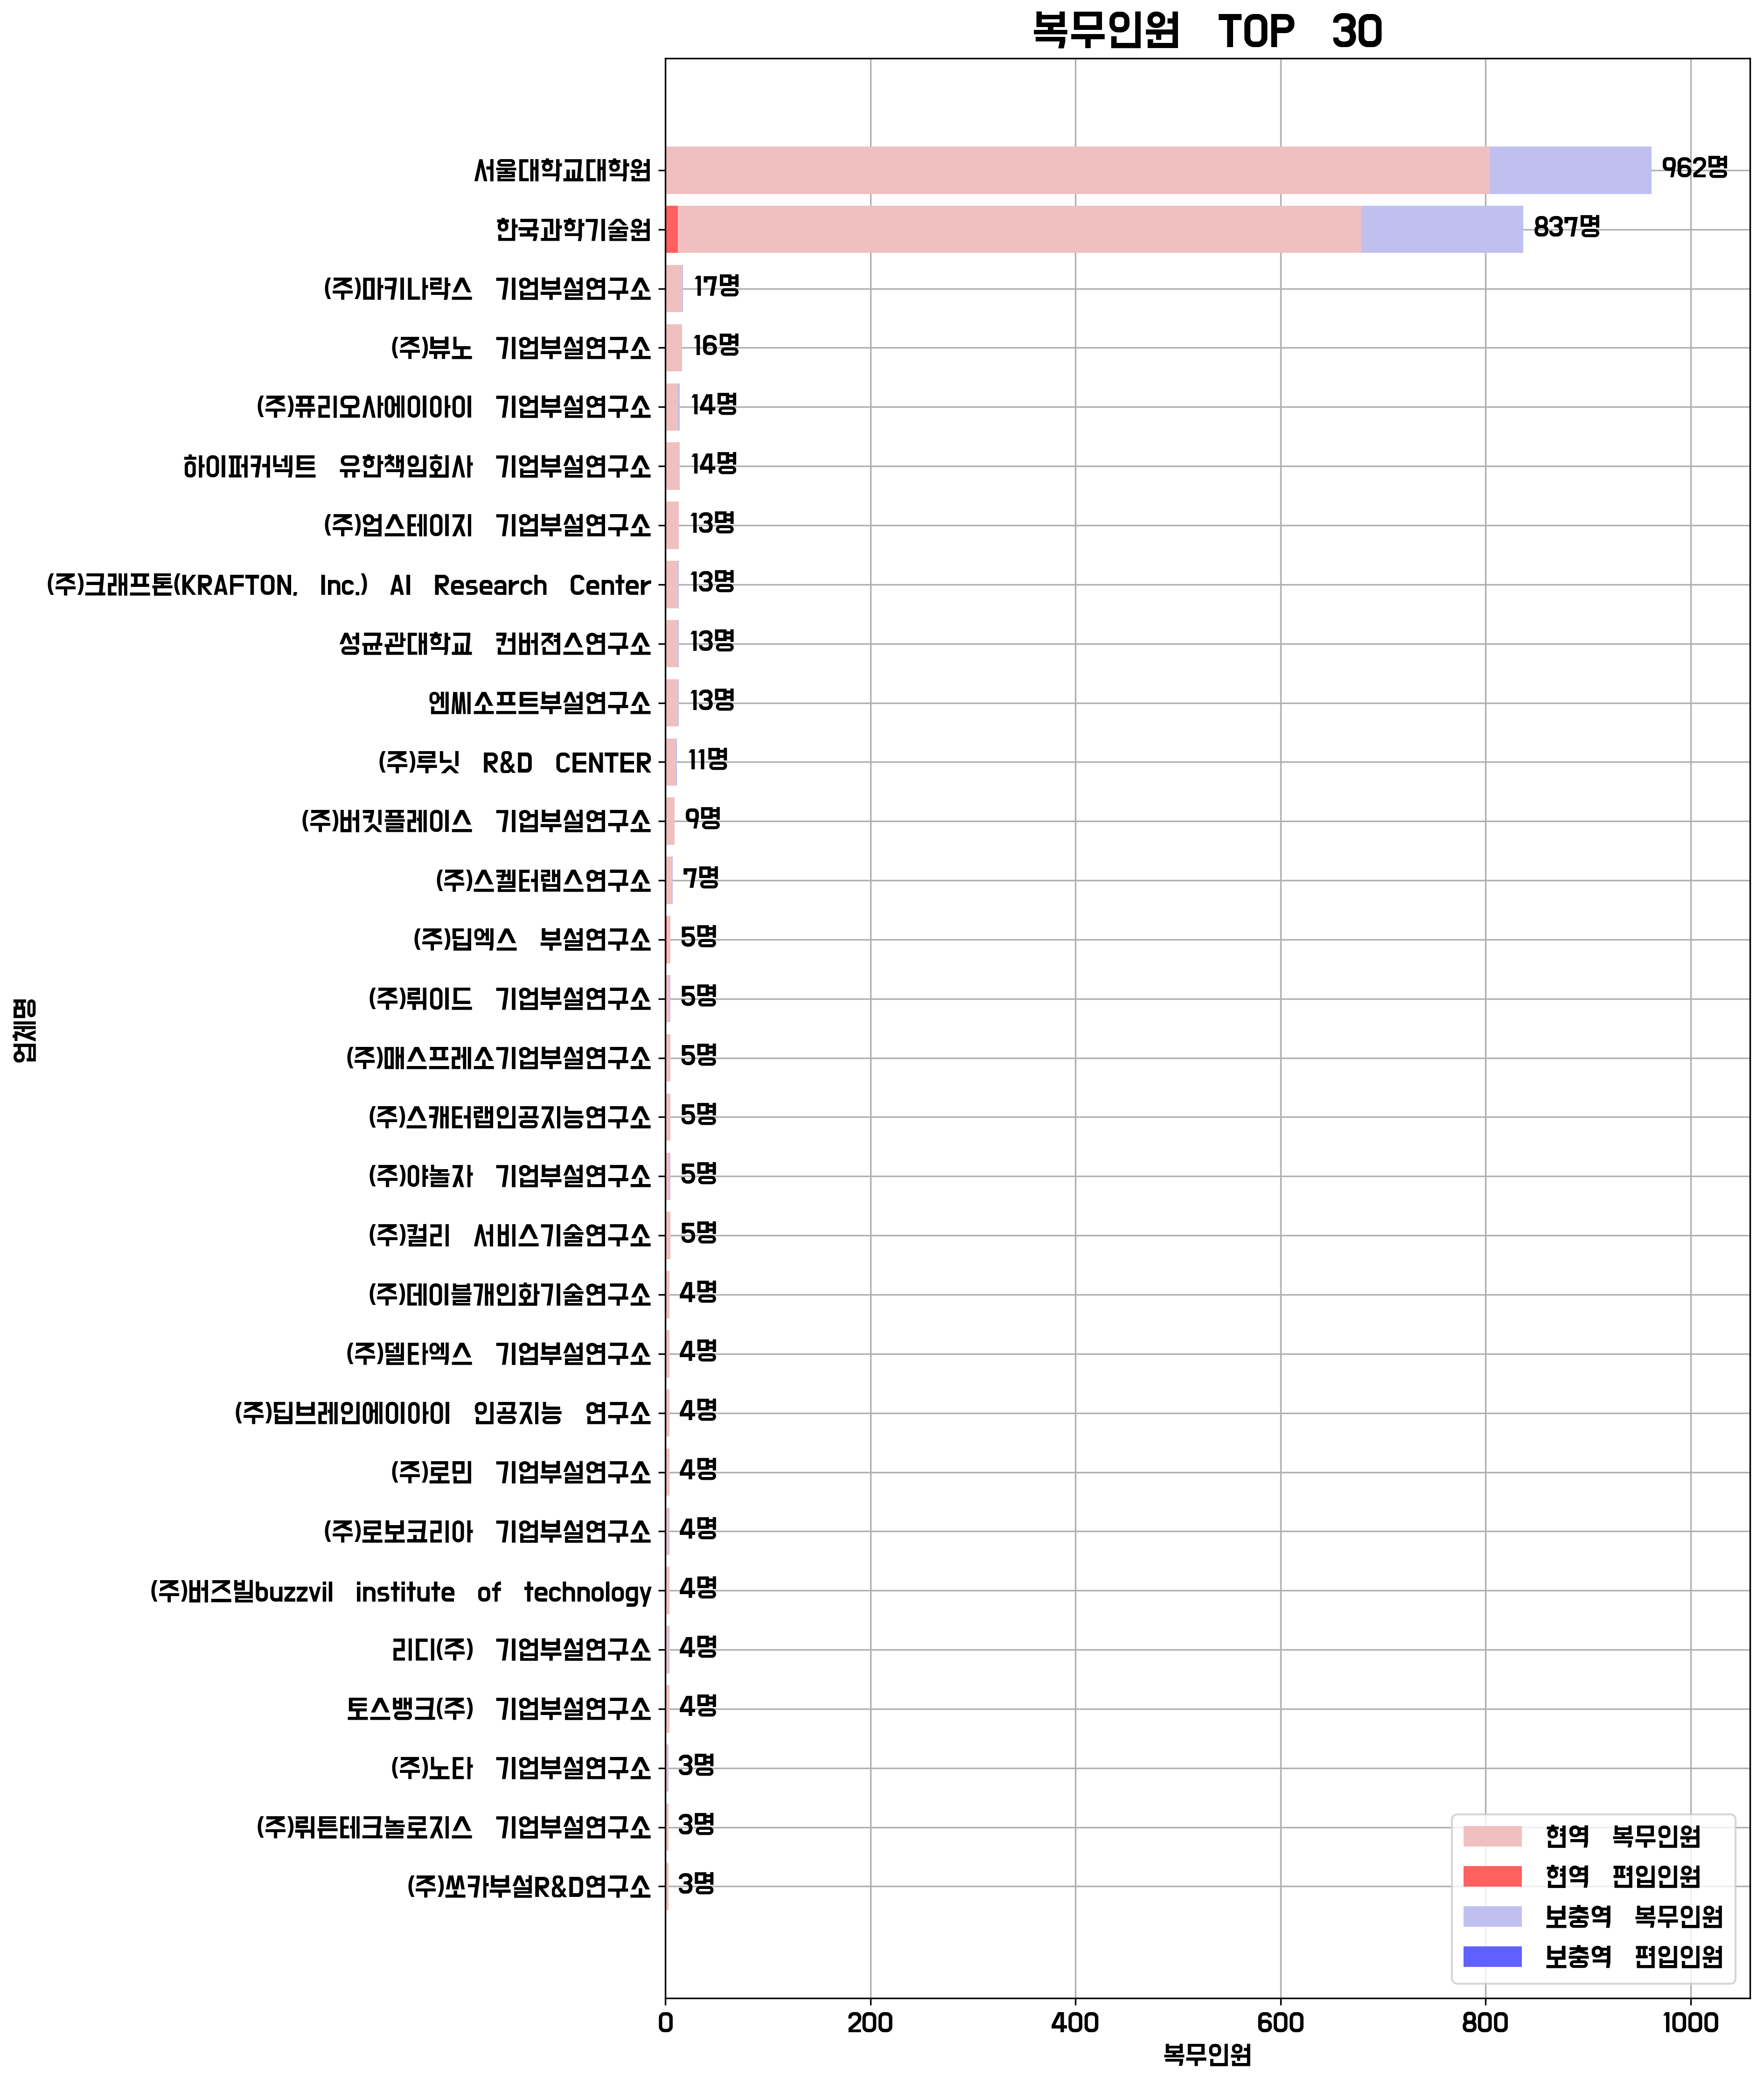 복무인원 TOP 30
서울대학교대학원 962명
한국과학기술원 837명
(주)마키나락스 기업부설연구소 17명
(주)뷰노 기업부설연구소 16명
(주)퓨리오사에이아이 기업부설연구소 14명
하이퍼커넥트 유한책임회사 기업부설연구소 14명
(주)업스테이지 기업부설연구소 13명
(주)크래프톤(KRAFTON, Inc.) AI Research Center 13명
성균관대학교 컨버젼스연구소 13명
엔씨소프트부설연구소 13명
(주)루닛 R&D CENTER 11명
(주)버킷플레이스 기업부설연구소 9명
(주)스켈터랩스연구소 7명
(주)딥엑스 부설연구소 5명
(주)뤼이드 기업부설연구소 5명
(주)매스프레소기업부설연구소 5명
(주)스캐터랩인공지능연구소 5명
(주)야놀자 기업부설연구소 5명
(주)컬리 서비스기술연구소 5명
(주)데이블개인화기술연구소 4명
(주)델타엑스 기업부설연구소 4명
(주)딥브레인에이아이 인공지능 연구소 4명
(주)로민 기업부설연구소 4명
(주)로보코리아 기업부설연구소 4명
(주)버즈빌buzzvil institute of technology 4명
리디(주) 기업부설연구소 4명
토스뱅크(주) 기업부설연구소 4명
(주)노타 기업부설연구소 3명
(주)뤼튼테크놀로지스 기업부설연구소 3명
(주)쏘카부설R&D연구소 3명
업체명
현역 복무인원
현역 편입인원
보충역 복무인원
보충역 편입인원
0 200 400 600 800 1000
복무인원